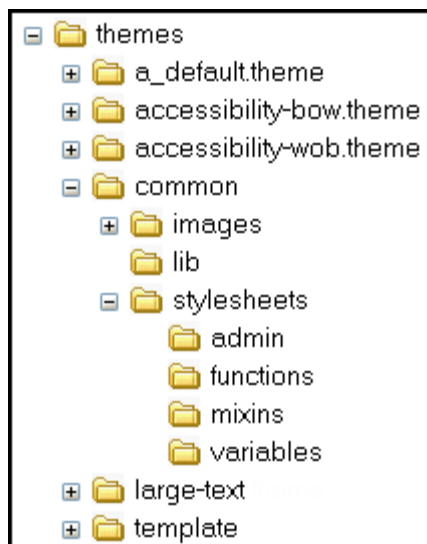 themes
a_default.theme
accessibility-bow.theme
accessibility-wob.theme
common
images
lib
stylesheets
admin
functions
mixins
variables
large-text
template